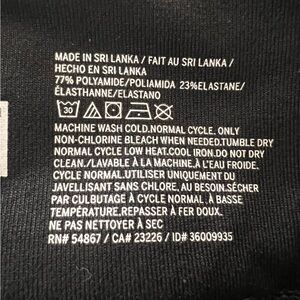 MADE IN SRI LANKA / FAIT AU SRI LANKA /
HECHO EN SRI LANKA
77% POLYAMIDE/POLIAMIDA 23%ELASTANE/
ÉLASTHANNE/ELASTANO
30
MACHINE WASH COLD.NORMAL CYCLE. ONLY
NON-CHLORINE BLEACH WHEN NEEDED.TUMBLE DRY
NORMAL CYCLE LOW HEAT.COOL IRON.DO NOT DRY
CLEAN./LAVABLE À LA MACHINE.À L'EAU FROIDE.
CYCLE NORMAL.UTILISER UNIQUEMENT DU
JAVELLISANT SANS CHLORE, AU BESOIN.SÉCHER
PAR CULBUTAGE À CYCLE NORMAL À BASSE
TEMPÉRATURE.REPASSER À FER DOUX.
NE PAS NETTOYER À SEC
RN# 54867 / CA# 23226 / ID# 36009935